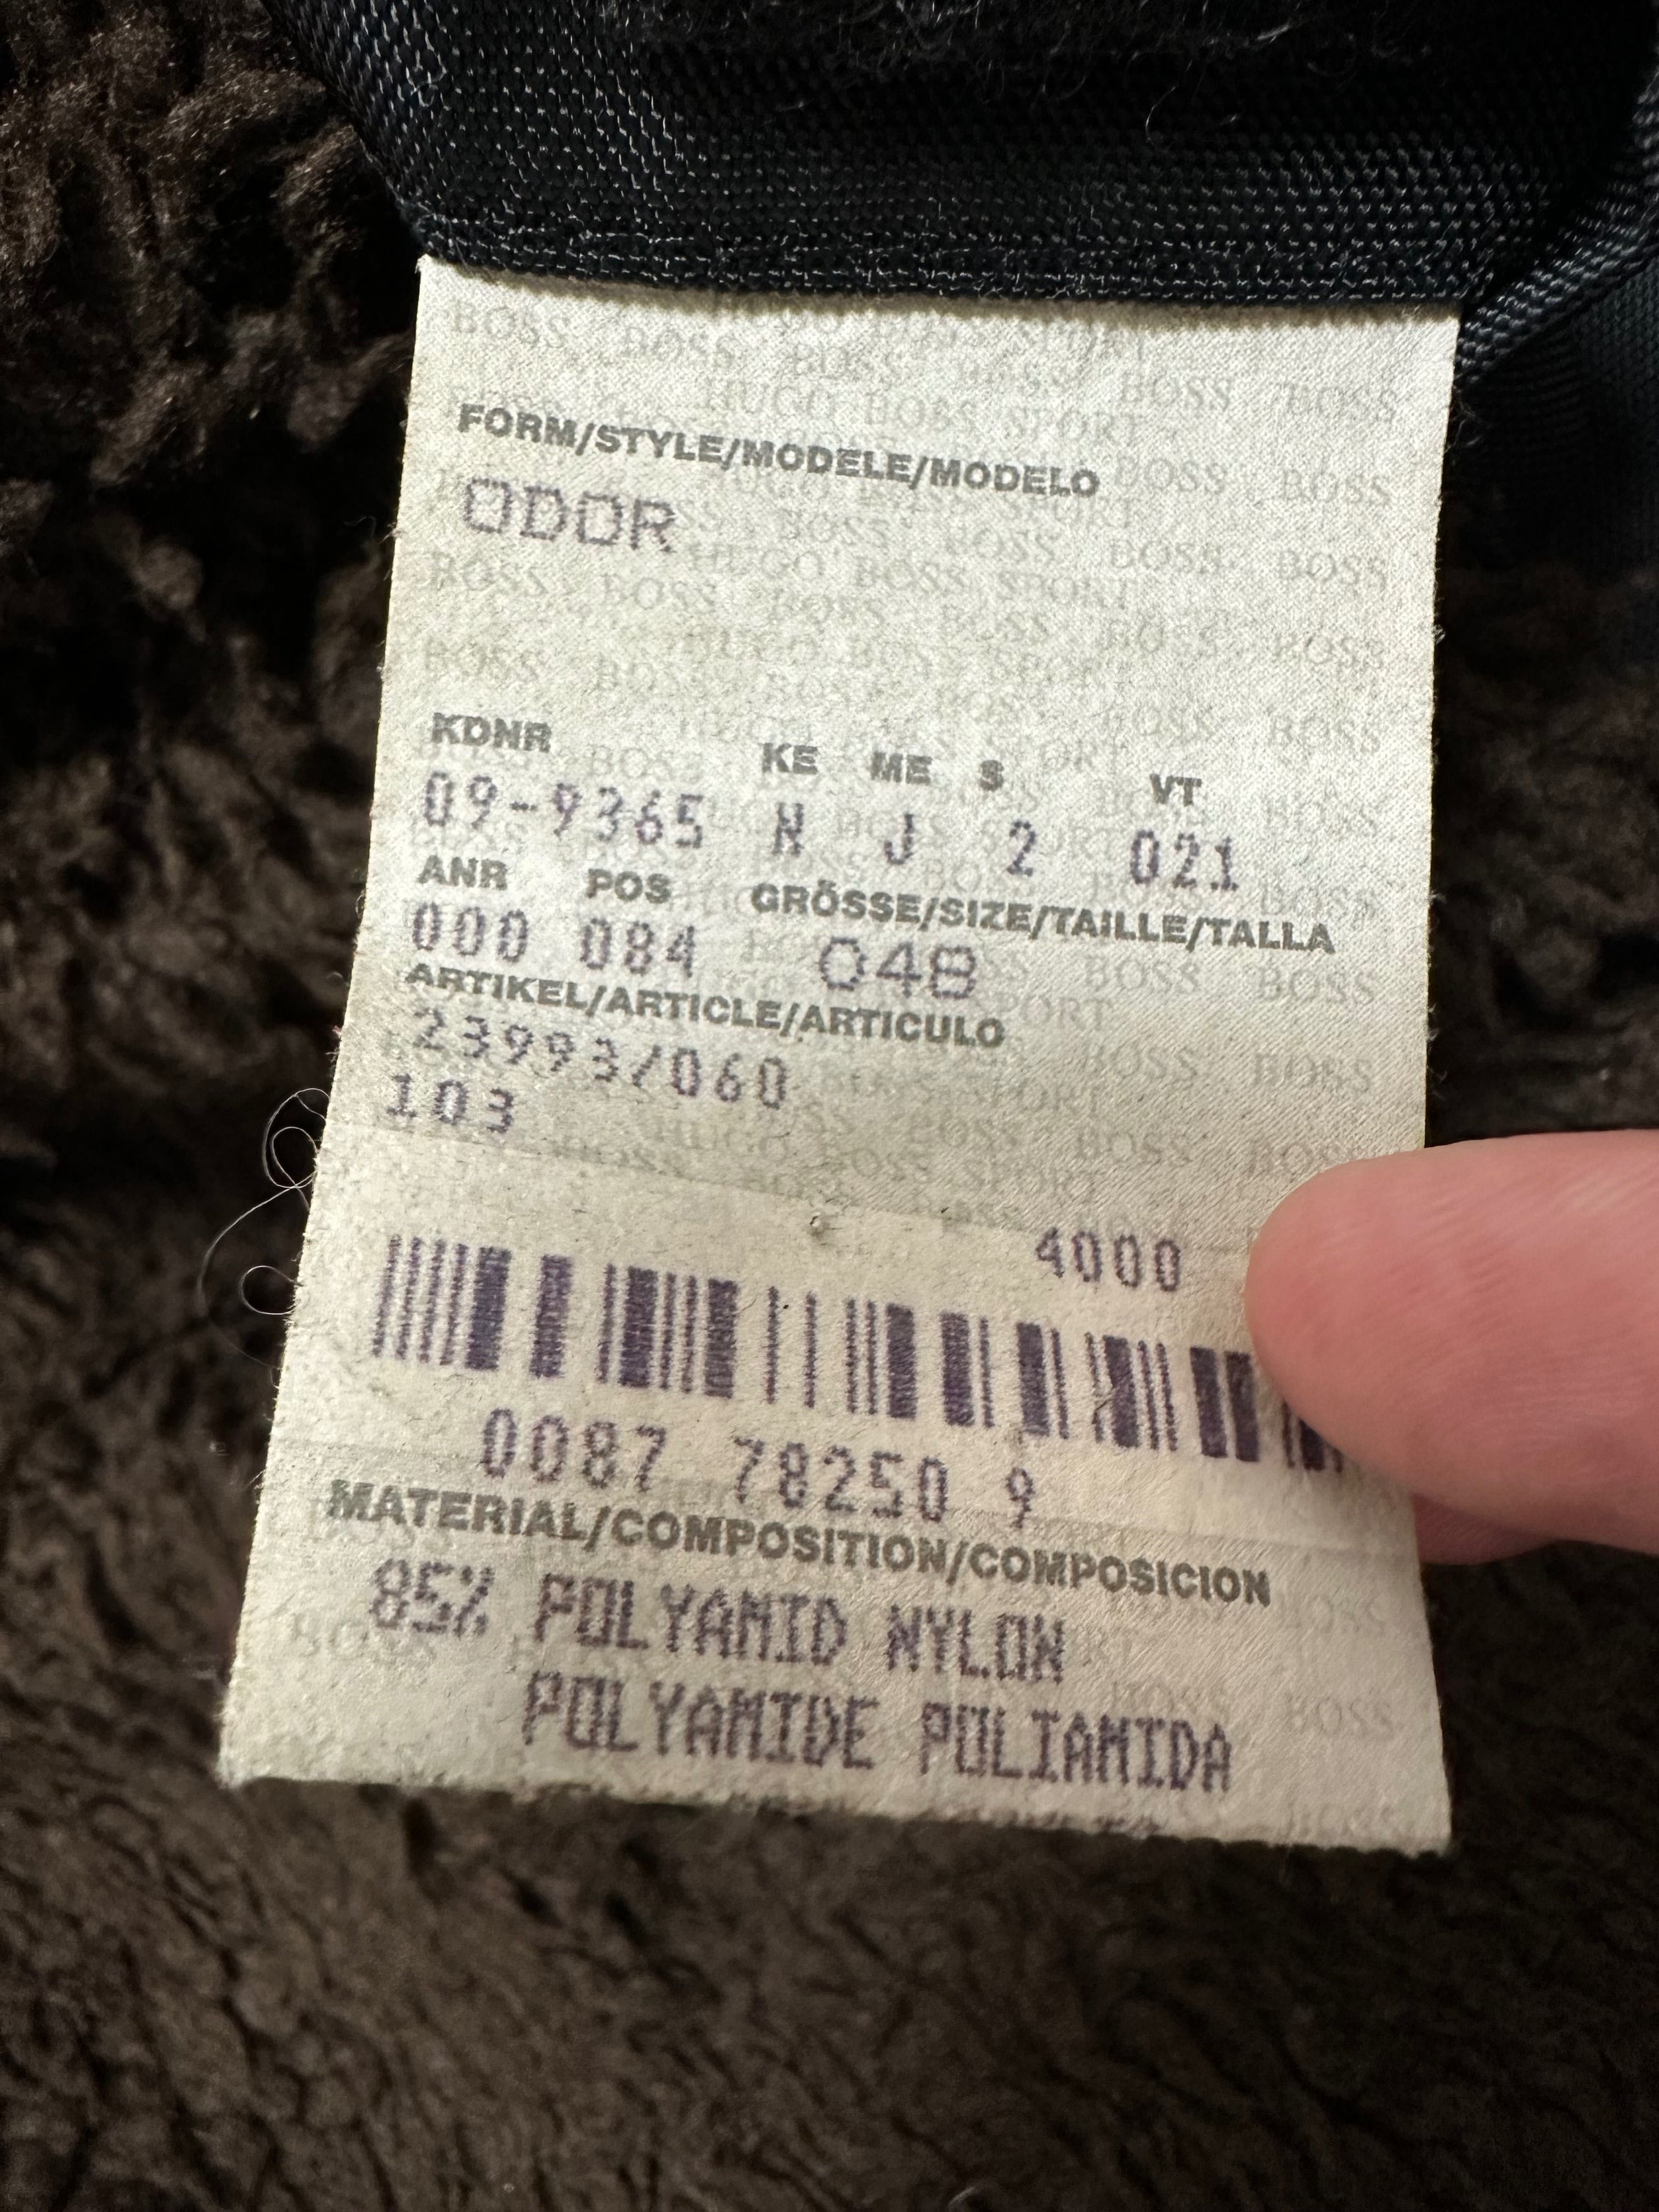 FORM/STYLE/MODELE/MODELO
ODOR
KDNR KE ME S VT
09-9365 N J 2 021
ANR POS GRÖSSE/SIZE/TAILLE/TALLA
000 084 048
ARTIKEL/ARTICLE/ARTICULO
23993/060
103
4000
0087 78250 9
MATERIAL/COMPOSITION/COMPOSICION
85% POLYAMID NYLON
POLYAMIDE POLIAMIDA